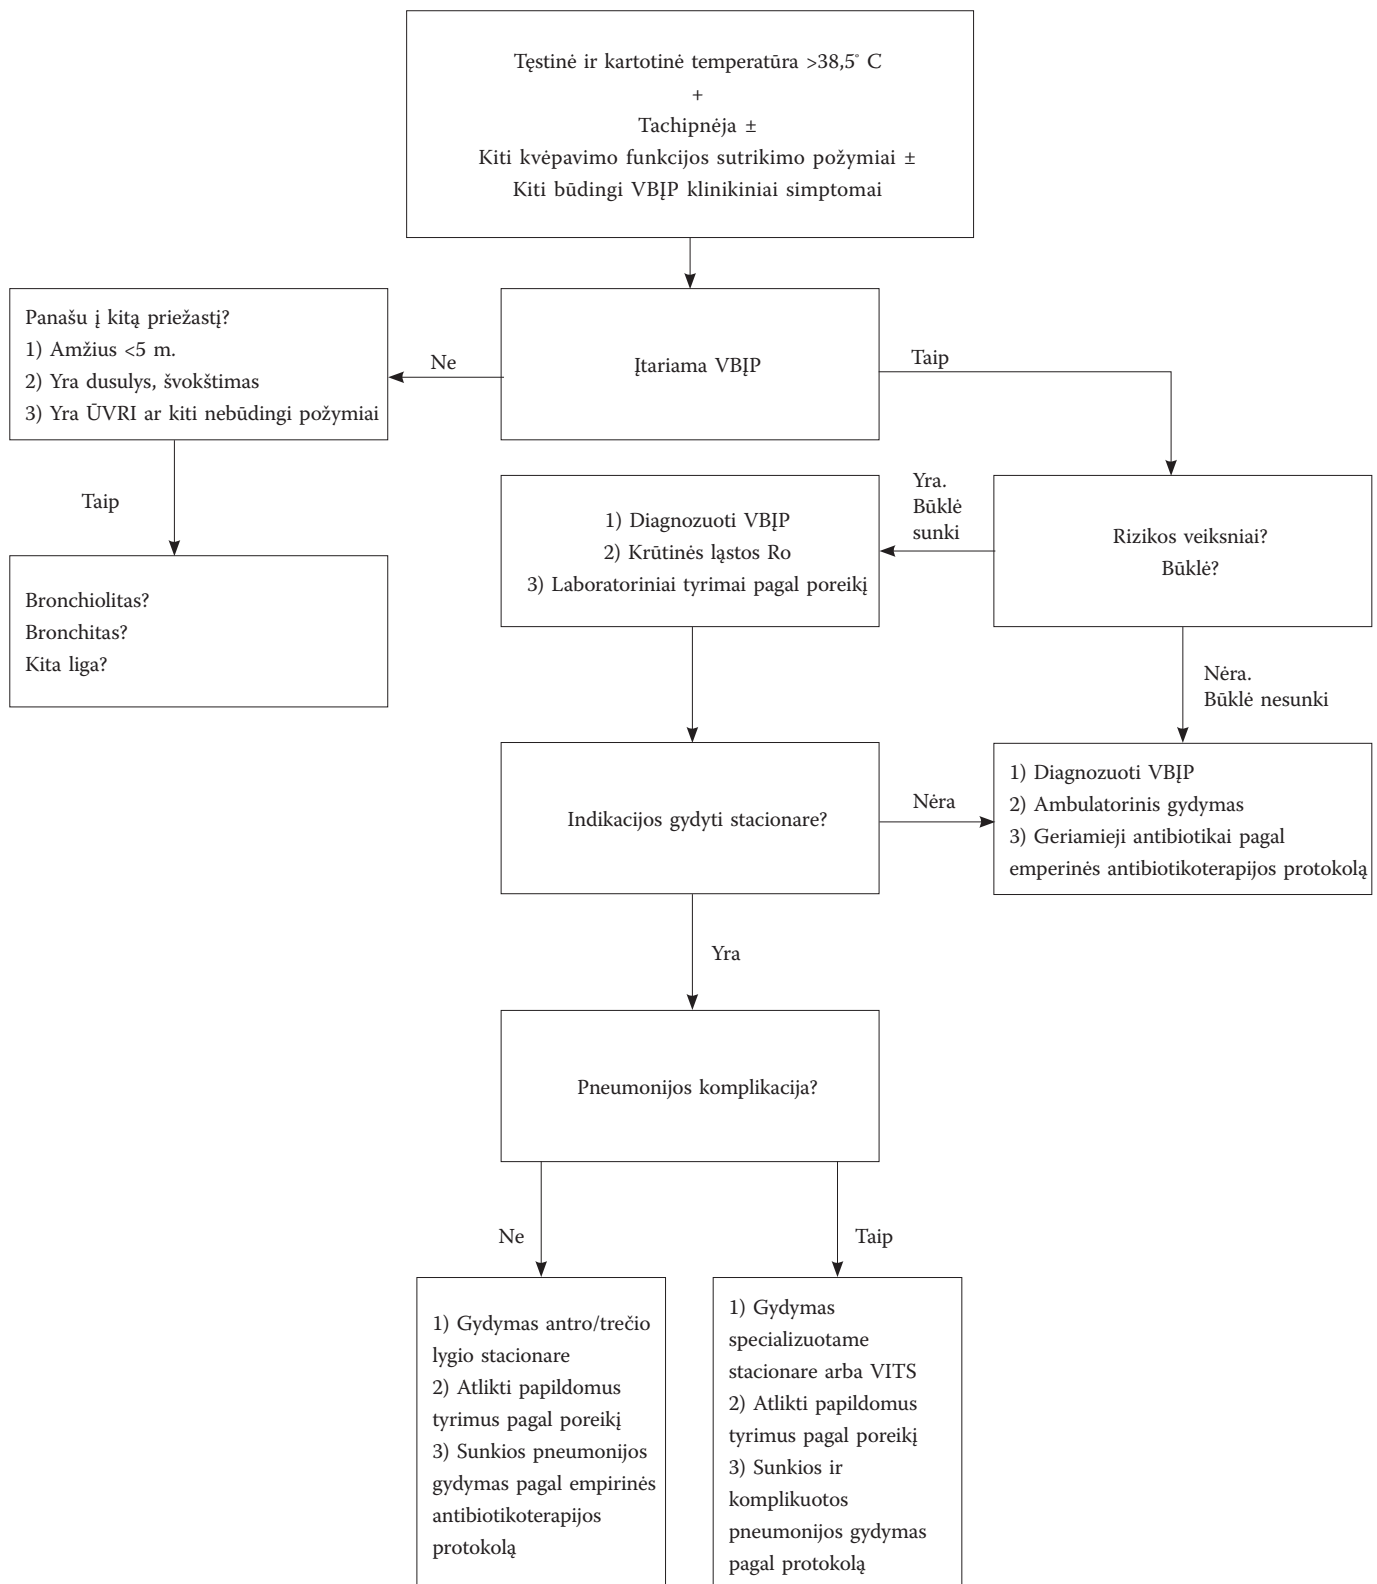 Tęstinė ir kartotinė temperatūra >38,5° C
+
Tachipnėja ±
Kiti kvėpavimo funkcijos sutrikimo požymiai ±
Kiti būdingi VBĮP klinikiniai simptomai
Panašu į kitą priežastį?
1) Amžius <5 m.
2) Yra dusulys, švokštimas
3) Yra ŪVRI ar kiti nebūdingi požymiai
Ne
Įtariama VBĮP
Taip
Taip
Bronchiolitas?
Bronchitas?
Kita liga?
1) Diagnozuoti VBĮP
2) Krūtinės ląstos Ro
3) Laboratoriniai tyrimai pagal poreikį
Yra.
Būklė
sunki
Rizikos veiksniai?
Būklė?
Nėra.
Būklė nesunki
Indikacijos gydyti stacionare?
Nėra
1) Diagnozuoti VBĮP
2) Ambulatorinis gydymas
3) Geriamieji antibiotikai pagal
emperinės antibiotikoterapijos protokolą
Yra
Pneumonijos komplikacija?
Ne
Taip
1) Gydymas antro/trečio
lygio stacionare
2) Atlikti papildomus
tyrimus pagal poreikį
3) Sunkios pneumonijos
gydymas pagal empirinės
antibiotikoterapijos
protokolą
1) Gydymas
specializuotame
stacionare arba VITS
2) Atlikti papildomus
tyrimus pagal poreikį
3) Sunkios ir
komplikuotos
pneumonijos gydymas
pagal protokolą